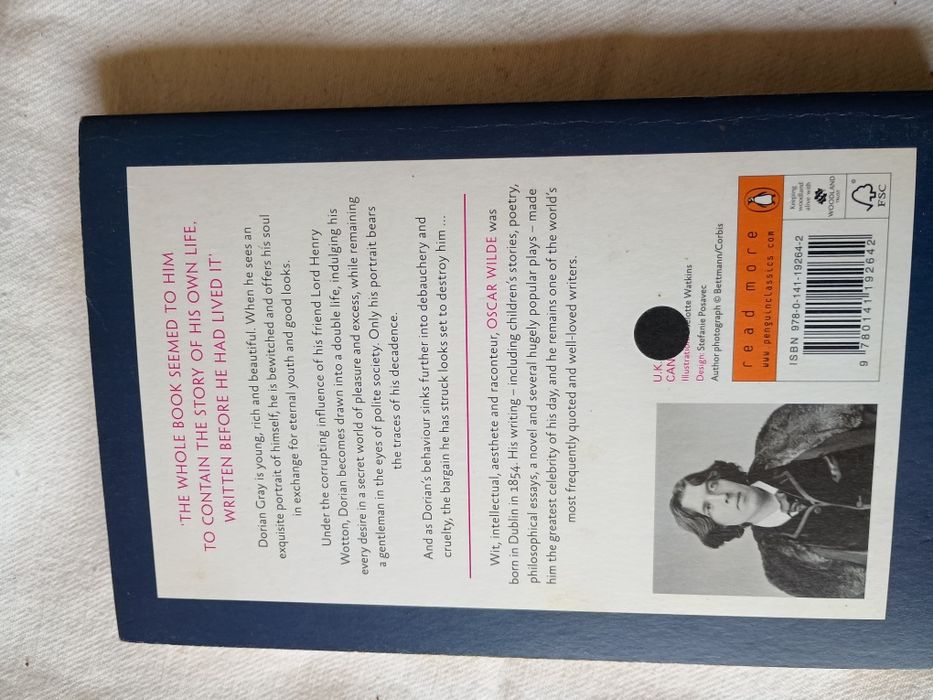 'THE WHOLE BOOK SEEMED TO HIM
TO CONTAIN THE STORY OF HIS OWN LIFE,
WRITTEN BEFORE HE HAD LIVED IT'
Dorian Gray is young, rich and beautiful. When he sees an
exquisite portrait of himself, he is bewitched and offers his soul
in exchange for eternal youth and good looks.
Under the corrupting influence of his friend Lord Henry
Wotton, Dorian becomes drawn into a double life, indulging his
every desire in a secret world of pleasure and excess, while remaining
a gentleman in the eyes of polite society. Only his portrait bears
the traces of his decadence.
And as Dorian's behaviour sinks further into debauchery and
cruelty, the bargain he has struck looks set to destroy him ...
Wit, intellectual, aesthete and raconteur, OSCAR WILDE was
born in Dublin in 1854. His writing – including children's stories, poetry,
philosophical essays, a novel and several hugely popular plays – made
him the greatest celebrity of his day, and he remains one of the world's
most frequently quoted and well-loved writers.
U.K.
CAN
Watkins
Design: Stefanie Posavec
Author photograph © Bettmann/Corbis
read more
www.penguinclassics.com
Keeping
woodland
alive with
WOODLAND
TRUST
FSC
ISBN 978-0-141-19264-2
9 780141 192642